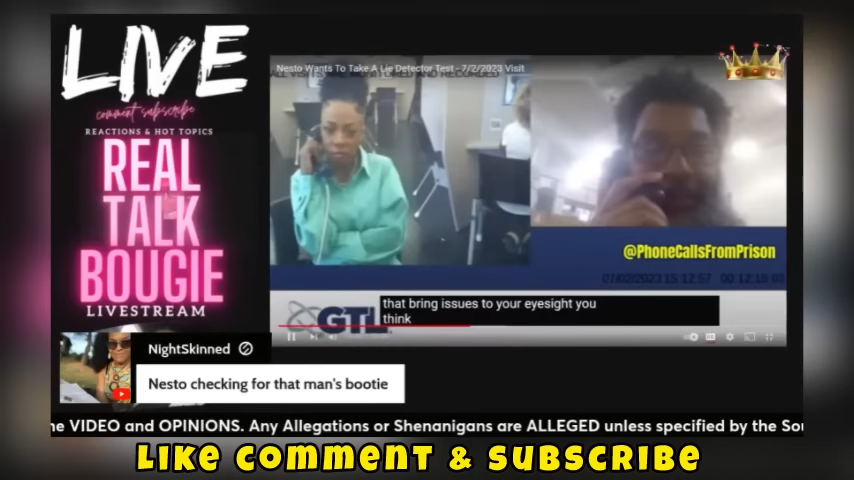 LIVE
comment subscribe
REACTIONS & HOT TOPICS
REAL
TALK
BOUGIE
LIVESTREAM
Nesto Wants To Take A Lie Detector Test - 7/2/2023 Visit
@PhoneCallsFromPrison
07/02/2023 15:12:57 00:12:16:03
GTL
that bring issues to your eyesight you
think
NightSkinned
Nesto checking for that man's bootie
ne VIDEO and OPINIONS. Any Allegations or Shenanigans are ALLEGED unless specified by the Sou
LIKE COMMENT & SUBSCRIBE